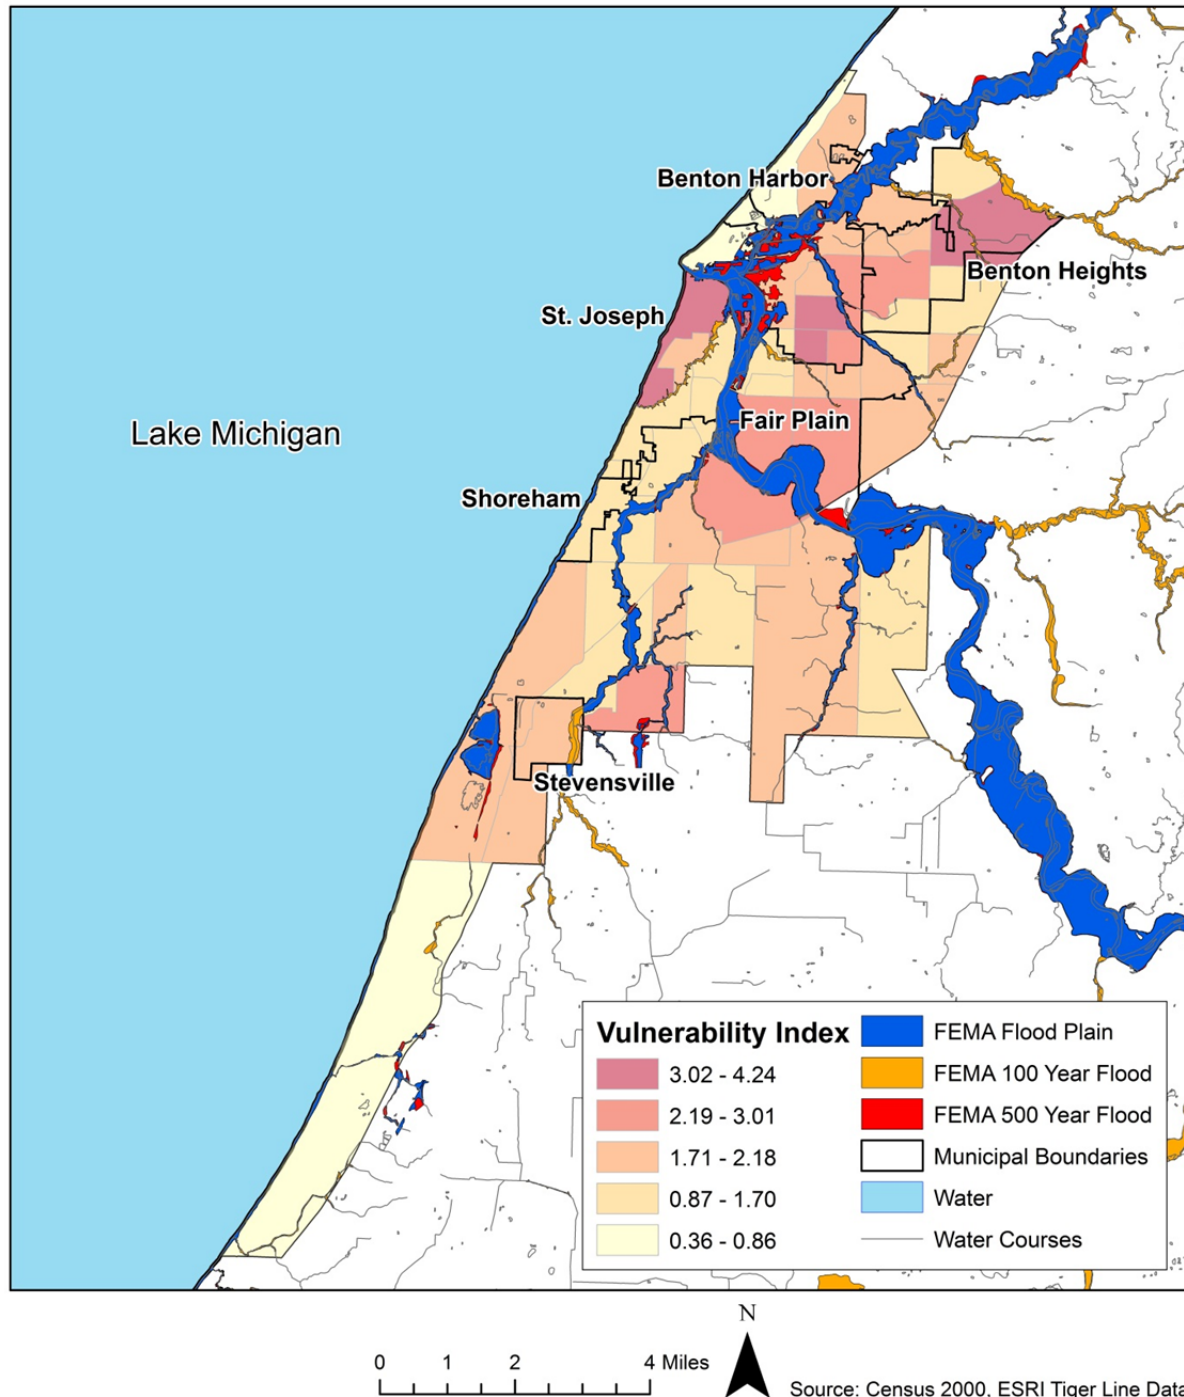 Benton Harbor
Benton Heights
St. Joseph
Fair Plain
Lake Michigan
Shoreham
Stevensville
Vulnerability Index
3.02 - 4.24
2.19 - 3.01
1.71 - 2.18
0.87 - 1.70
0.36 - 0.86
FEMA Flood Plain
FEMA 100 Year Flood
FEMA 500 Year Flood
Municipal Boundaries
Water
Water Courses
N
0 1 2 4 Miles
Source: Census 2000, ESRI Tiger Line Data